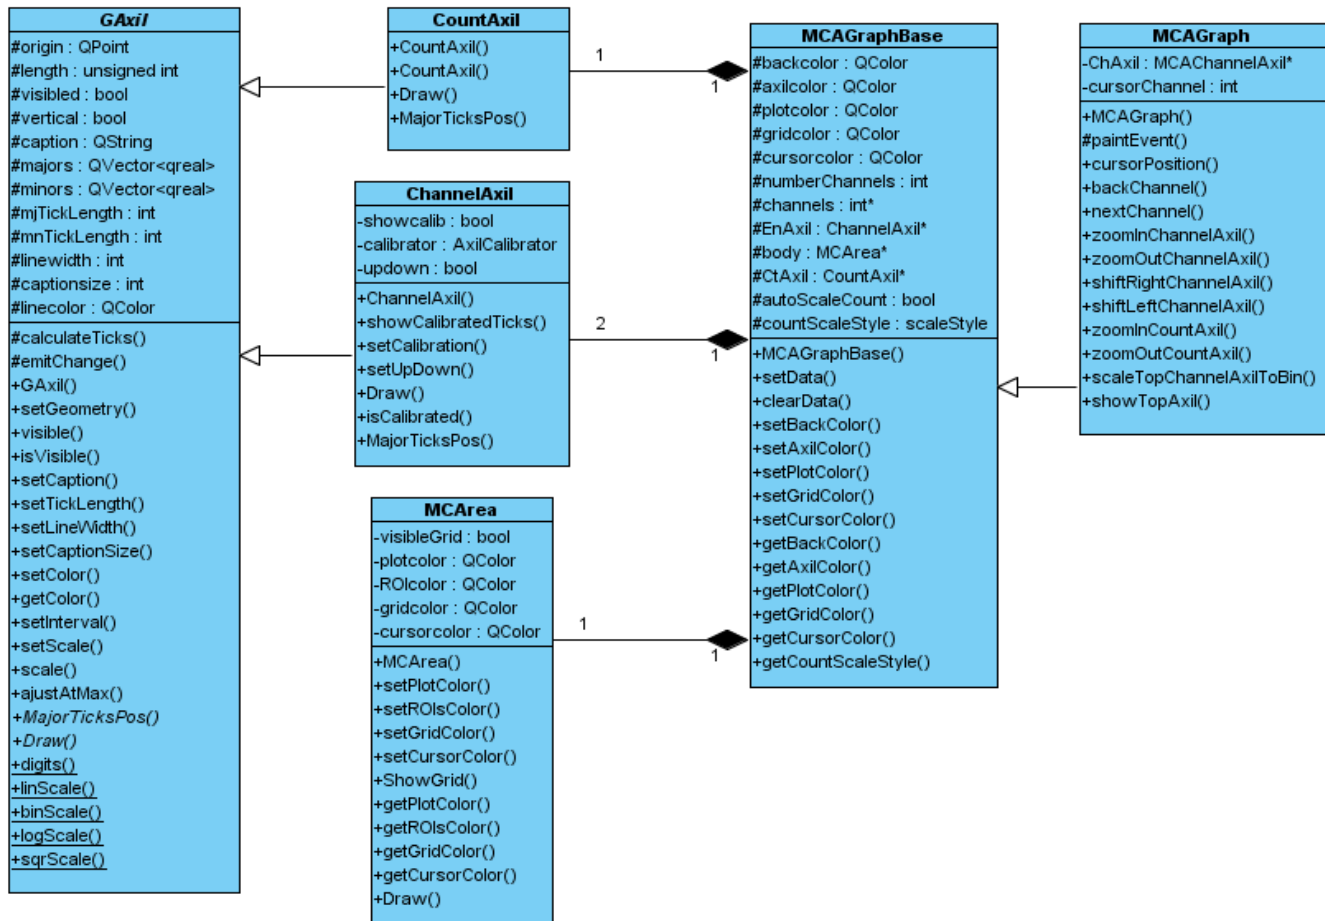 GAxil
#origin : QPoint
#length : unsigned int
#visibled : bool
#vertical : bool
#caption : QString
#majors : QVector<qreal>
#minors : QVector<qreal>
#mjTickLength : int
#mnTickLength : int
#linewidth : int
#captionsize : int
#linecolor : QColor
#calculateTicks()
#emitChange()
+GAxil()
+setGeometry()
+visible()
+isVisible()
+setCaption()
+setTickLength()
+setLineWidth()
+setCaptionSize()
+setColor()
+getColor()
+setInterval()
+setScale()
+scale()
+ajustAtMax()
+MajorTicksPos()
+Draw()
+digits()
+linScale()
+binScale()
+logScale()
+sqrScale()
CountAxil
+CountAxil()
+CountAxil()
+Draw()
+MajorTicksPos()
1
1
ChannelAxil
-showcalib : bool
-calibrator : AxilCalibrator
-updown : bool
+ChannelAxil()
+showCalibratedTicks()
+setCalibration()
+setUpDown()
+Draw()
+isCalibrated()
+MajorTicksPos()
2
1
MCArea
-visibleGrid : bool
-plotcolor : QColor
-ROIcolor : QColor
-gridcolor : QColor
-cursorcolor : QColor
+MCArea()
+setPlotColor()
+setROIsColor()
+setGridColor()
+setCursorColor()
+ShowGrid()
+getPlotColor()
+getROIsColor()
+getGridColor()
+getCursorColor()
+Draw()
1
1
MCAGraphBase
#backcolor : QColor
#axilcolor : QColor
#plotcolor : QColor
#gridcolor : QColor
#cursorcolor : QColor
#numberChannels : int
#channels : int*
#EnAxil : ChannelAxil*
#body : MCArea*
#CtAxil : CountAxil*
#autoScaleCount : bool
#countScaleStyle : scaleStyle
+MCAGraphBase()
+setData()
+clearData()
+setBackColor()
+setAxilColor()
+setPlotColor()
+setGridColor()
+setCursorColor()
+getBackColor()
+getAxilColor()
+getPlotColor()
+getGridColor()
+getCursorColor()
+getCountScaleStyle()
MCAGraph
-ChAxil : MCAChannelAxil*
-cursorChannel : int
+MCAGraph()
#paintEvent()
+cursorPosition()
+backChannel()
+nextChannel()
+zoomInChannelAxil()
+zoomOutChannelAxil()
+shiftRightChannelAxil()
+shiftLeftChannelAxil()
+zoomInCountAxil()
+zoomOutCountAxil()
+scaleTopChannelAxilToBin()
+showTopAxil()